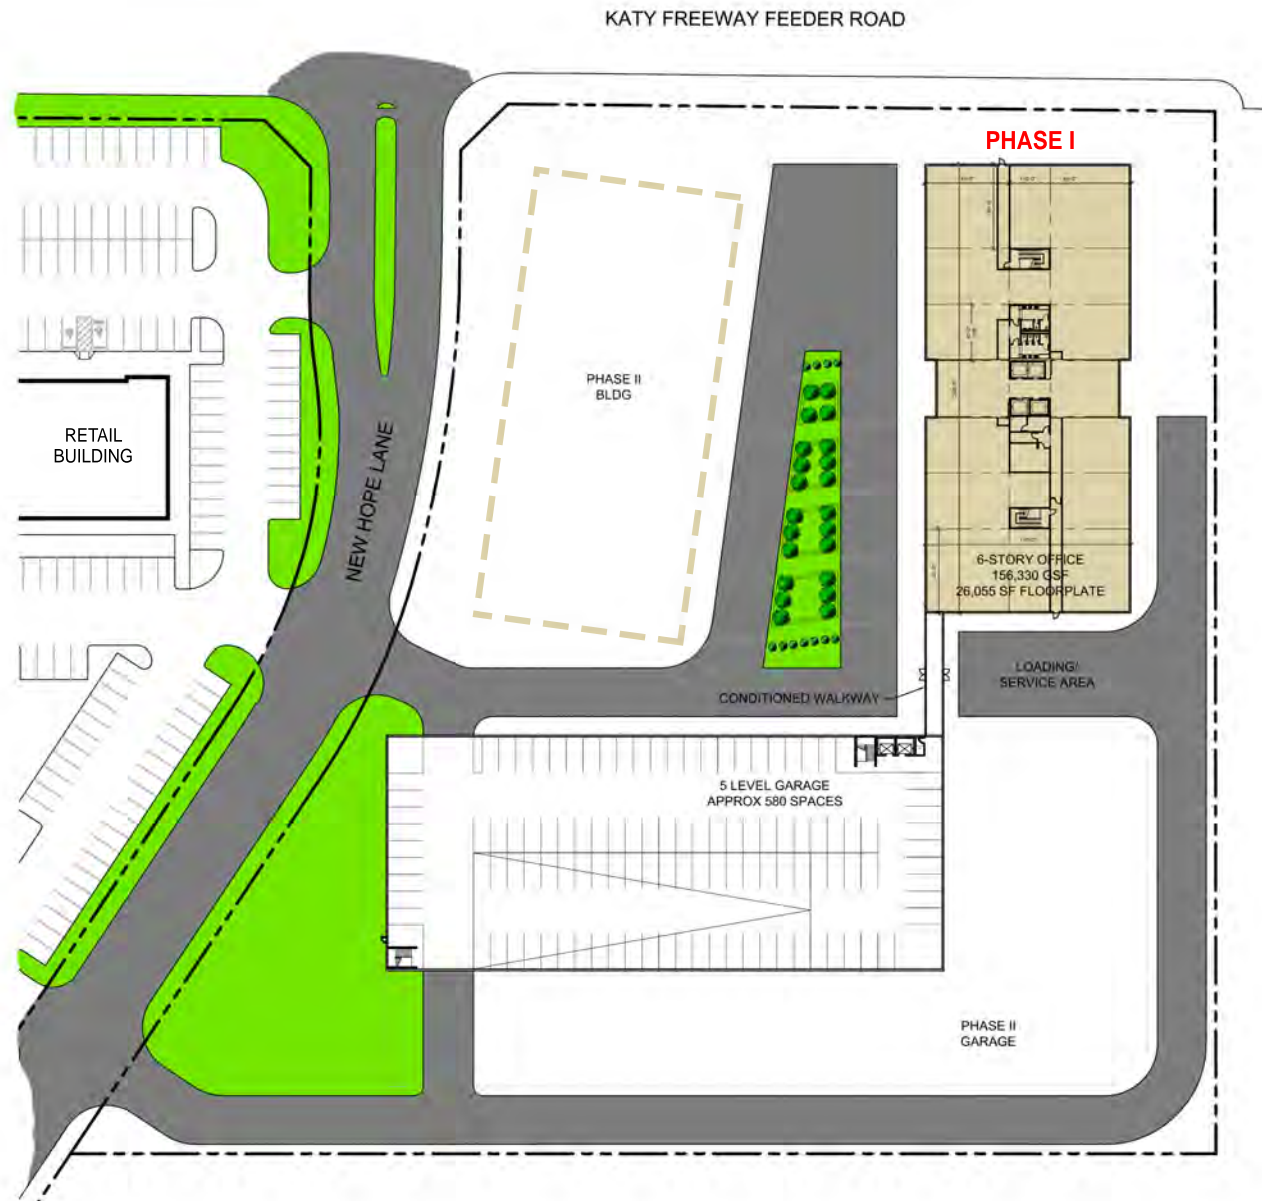 KATY FREEWAY FEEDER ROAD
PHASE I
PHASE II
BLDG
RETAIL
BUILDING
NEW HOPE LANE
6-STORY OFFICE
156,330 GSF
26,055 SF FLOORPLATE
LOADING/
SERVICE AREA
CONDITIONED WALKWAY
5 LEVEL GARAGE
APPROX 580 SPACES
PHASE II
GARAGE